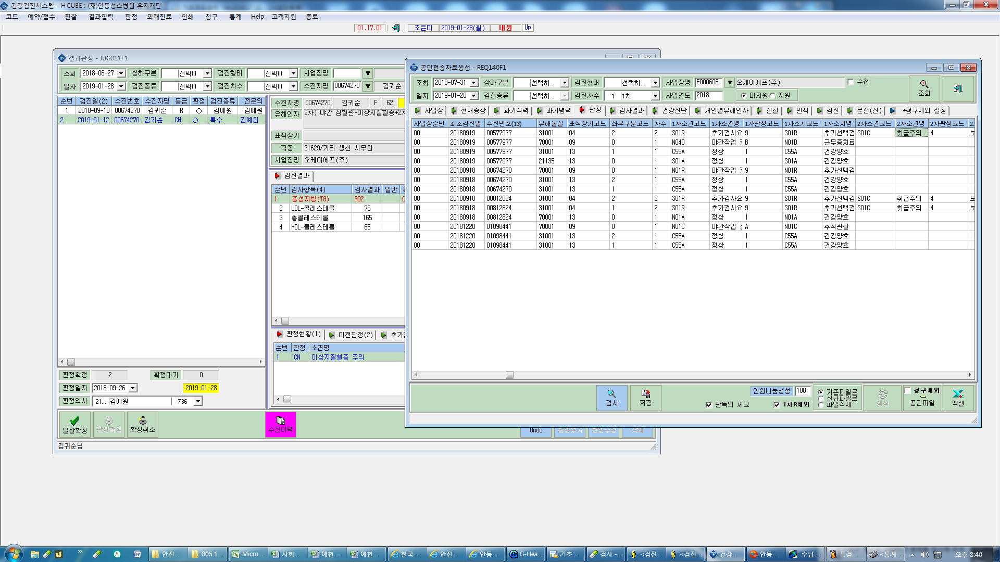 건강검진시스템 - H-CUBE : (재)안동성소병원 유지재단
코드 예약/접수 진찰 결과입력 판정 외래진료 인쇄 청구 통계 Help 고객지원 종료
01.17.01 조은미 2019-01-28(월) 내원 Up
결과판정 - JUG011F1
조회 2018-06-27 상하구분 선택!!! 검진형태 선택!!! 사업장명
일자 2019-01-28 검진종류 선택!!! 검진차수 선택!!! 수진자명 00674270 김귀순
순번 검진일(2) 수진번호 수진자명 등급 판정 검진종류 전문의
1 2018-09-18 00674270 김귀순 R ○ 김예원 김예원
2 2019-01-12 00674270 김귀순 CN ○ 특수 김예원
판정확정 2 확정대기 0
판정일자 2018-09-26 2019-01-28
판정의사 21... 김예원 736
일괄확정 판정확정 확정취소 수진이력 Undo 판정추가 판정수정 삭제
김귀순님
수진자명 00674270 김귀순 F 62
유해인자 2차) 야간 심혈관-이상지질혈증+2차
표적장기
직종 31629/기타 생산 사무원
사업장명 오케이에프(주)
검진결과
순번 검사항목(4) 검사결과 일반
1 중성지방(TG) 302
2 LDL-콜레스테롤 75
3 총콜레스테롤 165
4 HDL-콜레스테롤 65
판정현황(1) 이전판정(2)
순번 판정 소견명
1 CN 이상지질혈증 주의
공단전송자료생성 - REQ140F1
조회 2018-07-31 상하구분 선택하... 검진형태 선택하... 사업장명 E000606 오케이에프(주) 수첩
일자 2019-01-28 검진종류 선택하... 검진차수 1 1차 사업연도 2018 미지원 지원 조회
사업장 현재증상 과거직력 과거병력 판정 검사결과 건강진단 개인별유해인자 진찰 인적 검진 문진(신) *청구제외 설정
사업장순번 최초검진일 수진번호(13) 유해물질 표적장기코드 좌우구분코드 차수 1차소견코드 1차소견명 1차판정코드 1차조치코드 1차조치명 2차소견코드 2차소견명 2차판정코드
00 20180919 00577977 31001 04 2 2 S01R 추가검사요 9 S01R 추가선택검 S01C 취급주의 4 보
00 20180919 00577977 70001 09 0 1 N04D 야간작업 B N01D 근무중치료
00 20180919 00577977 31001 13 1 1 C55A 정상 1 C55A 건강양호
00 20180919 00577977 21135 13 0 1 S01A 정상 1 S01A 건강양호
00 20180918 00674270 70001 09 0 1 N01R 야간작업 9 N01R 추가선택검
00 20180918 00674270 31001 13 2 1 C55A 정상 1 C55A 건강양호
00 20180918 00674270 31001 13 1 1 C55A 정상 1 C55A 건강양호
00 20180918 00812824 31001 04 2 2 S01R 추가검사요 9 S01R 추가선택검 S01C 취급주의 4 보
00 20180918 00812824 31001 04 1 2 S01R 추가검사요 9 S01R 추가선택검 S01C 취급주의 4 보
00 20180918 00812824 70001 13 0 1 N01A 정상 1 N01A 건강양호
00 20181220 01098441 70001 09 0 1 N01C 야간작업 A N01C 추적관찰
00 20181220 01098441 31001 13 2 1 C55A 정상 1 C55A 건강양호
00 20181220 01098441 31001 13 1 1 C55A 정상 1 C55A 건강양호
검사 저장 인원나눔생성 100 기존파일로 생성 청구제외
신규파일로
판독의 체크 1차R제외 파일삭제 공단파일 엑셀
안전... 005.1... Micro... 사회... 예천... 예천... 한국... 안전... 안동 ... G-Hea... 기초... 검사 -... <검진... <검진... 건강... 안동... 수납... 특검... <통계... 오후 8:40